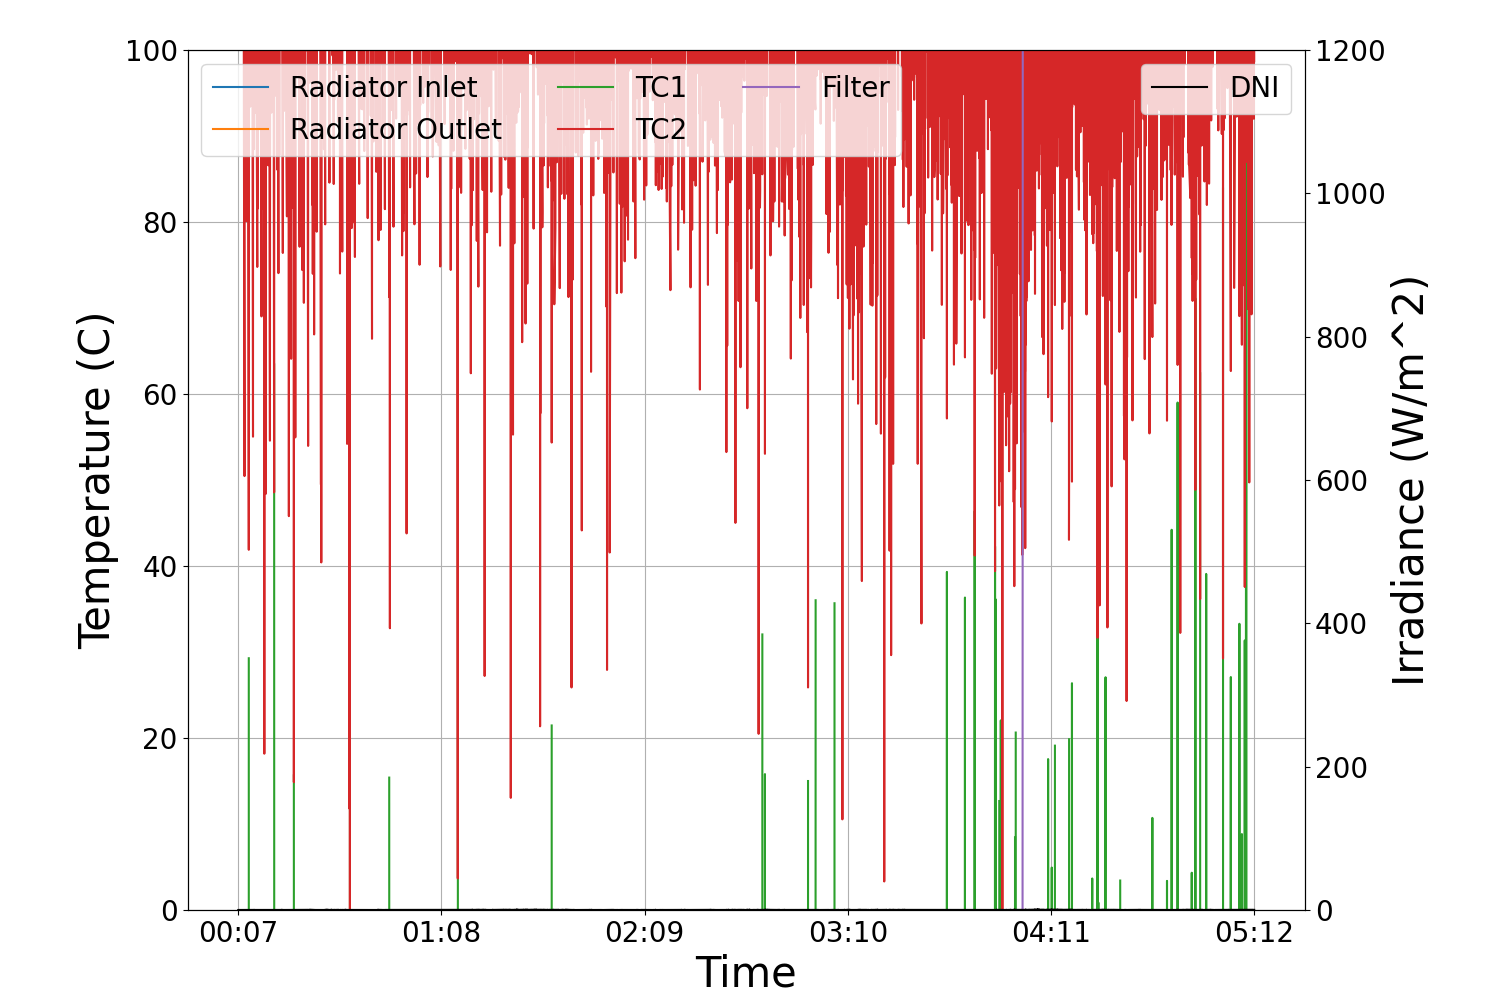 100
80
60
40
20
0
Temperature (C)
Radiator Inlet
Radiator Outlet
TC1
TC2
Filter
DNI
1200
1000
800
600
400
200
0
Irradiance (W/m^2)
00:07
01:08
02:09
03:10
04:11
05:12
Time